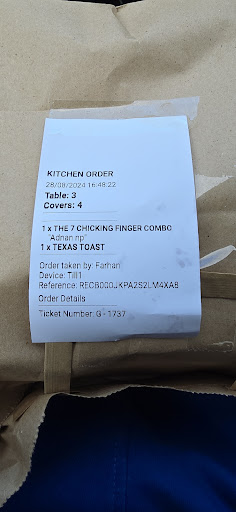 KITCHEN ORDER
28/08/2024 16:48:22
Table: 3
Covers: 4
1 x THE 7 CHICKING FINGER COMBO
"Adnan np"
1 x TEXAS TOAST
Order taken by: Farhan
Device: Till1
Reference: RECB000JKPA2S2LM4XA8
Order Details
Ticket Number: G - 1737